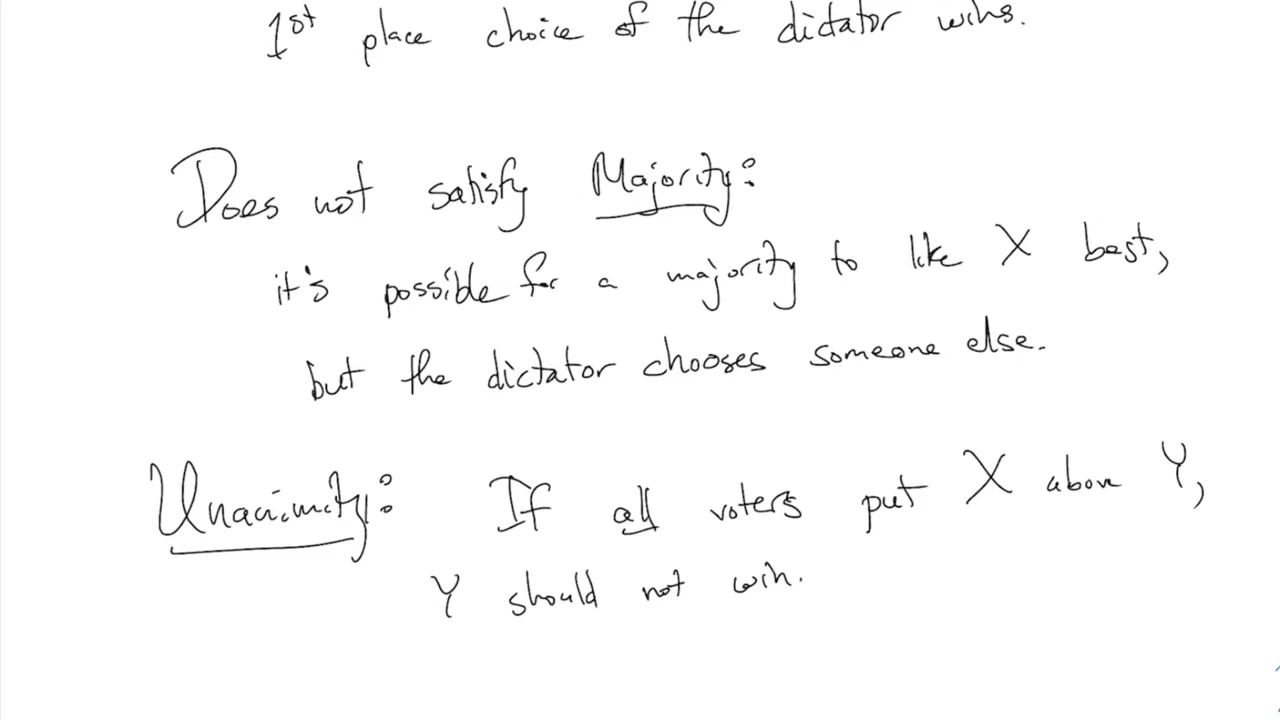 1st place choice of the dictator wins.
Does not satisfy Majority:
it's possible for a majority to like X best,
but the dictator chooses someone else.
Unanimity: If all voters put X above Y,
Y should not win.